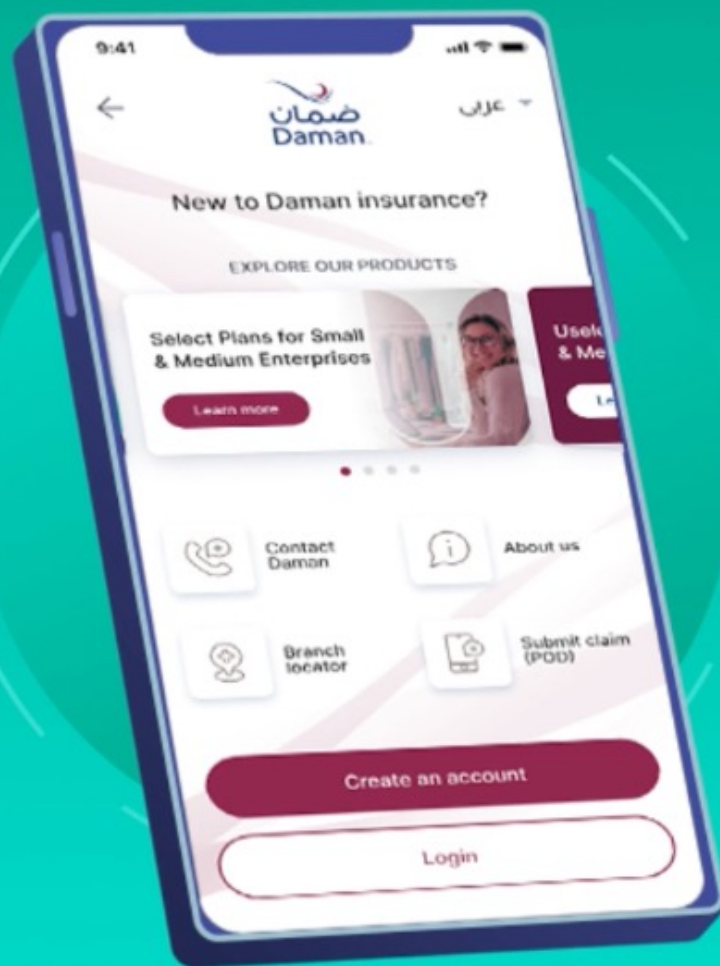 9:41
عربى
ضمان
Daman
New to Daman insurance?
EXPLORE OUR PRODUCTS
Select Plans for Small
& Medium Enterprises
Learn more
& Me
Contact
Daman
About us
Branch
locator
Submit claim
(POD)
Create an account
Login